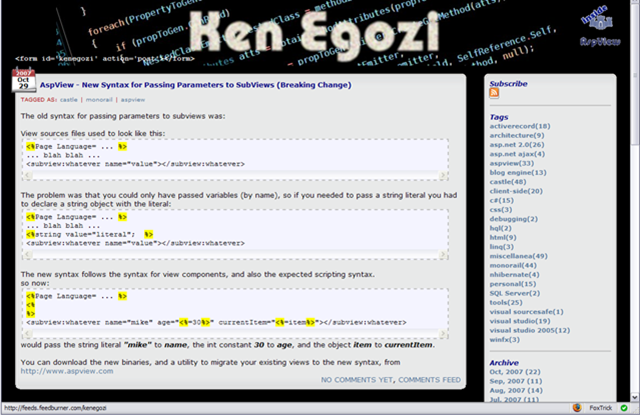 Ken Egozi
<form id='kenegozi' action='post'></form>
Inside
AspView
2007
Oct
29
AspView - New Syntax for Passing Parameters to SubViews (Breaking Change)
TAGGED AS: castle | monorail | aspview
The old syntax for passing parameters to subviews was:
View sources files used to look like this:
<%Page Language= ... %>
... blah blah ...
<subview:whatever name="value"></subview:whatever>
The problem was that you could only have passed variables (by name), so if you needed to pass a string literal you had
to declare a string object with the literal:
<%Page Language= ... %>
... blah blah ...
<%string value="literal";  %>
<subview:whatever name="value"></subview:whatever>
The new syntax follows the syntax for view components, and also the expected scripting syntax.
so now:
<%Page Language= ... %>
<%
%>
<subview:whatever name="mike" age="<%=30%>" currentItem="<%=item%>"></subview:whatever>
would pass the string literal "mike" to name, the int constant 30 to age, and the object item to currentItem.
You can download the new binaries, and a utility to migrate your existing views to the new syntax, from
http://www.aspview.com
NO COMMENTS YET, COMMENTS FEED
Subscribe
Tags
activerecord(18)
architecture(9)
asp.net 2.0(26)
asp.net ajax(4)
aspview(33)
blog engine(13)
castle(48)
client-side(20)
c#(15)
css(3)
debugging(2)
hql(2)
html(9)
linq(3)
miscellanea(49)
monorail(44)
nhibernate(4)
personal(15)
SQL Server(2)
tools(25)
visual sourcesafe(1)
visual studio(19)
visual studio 2005(12)
winfx(3)
Archive
Oct, 2007 (22)
Sep, 2007 (11)
Aug, 2007 (14)
http://feeds.feedburner.com/kenegozi
FoxTrick